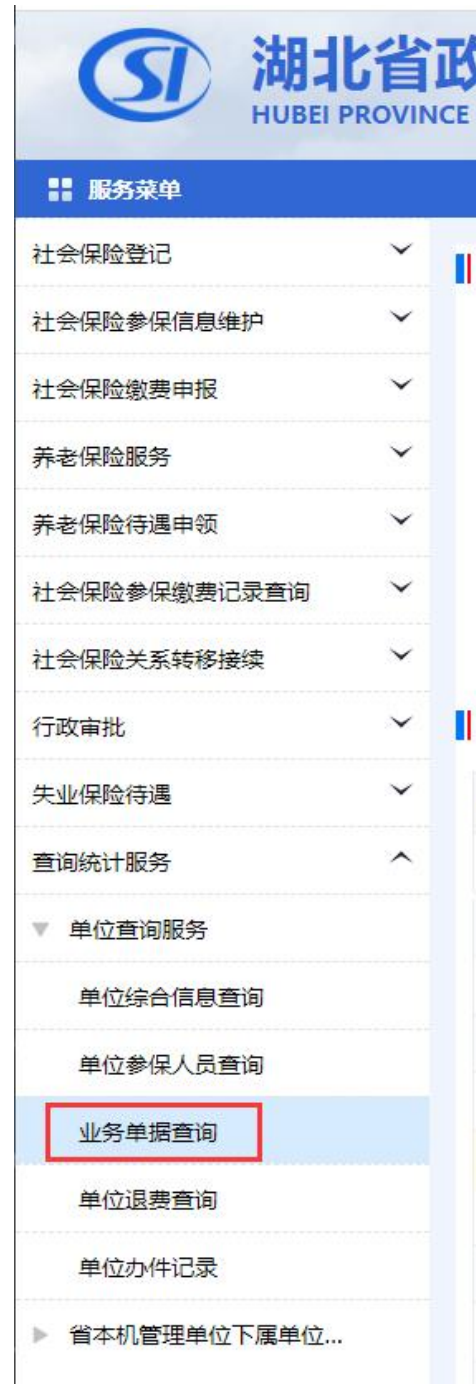 SI
湖北省政
HUBEI PROVINCE
服务菜单
社会保险登记
社会保险参保信息维护
社会保险缴费申报
养老保险服务
养老保险待遇申领
社会保险参保缴费记录查询
社会保险关系转移接续
行政审批
失业保险待遇
查询统计服务
单位查询服务
单位综合信息查询
单位参保人员查询
业务单据查询
单位退费查询
单位办件记录
省本机管理单位下属单位...